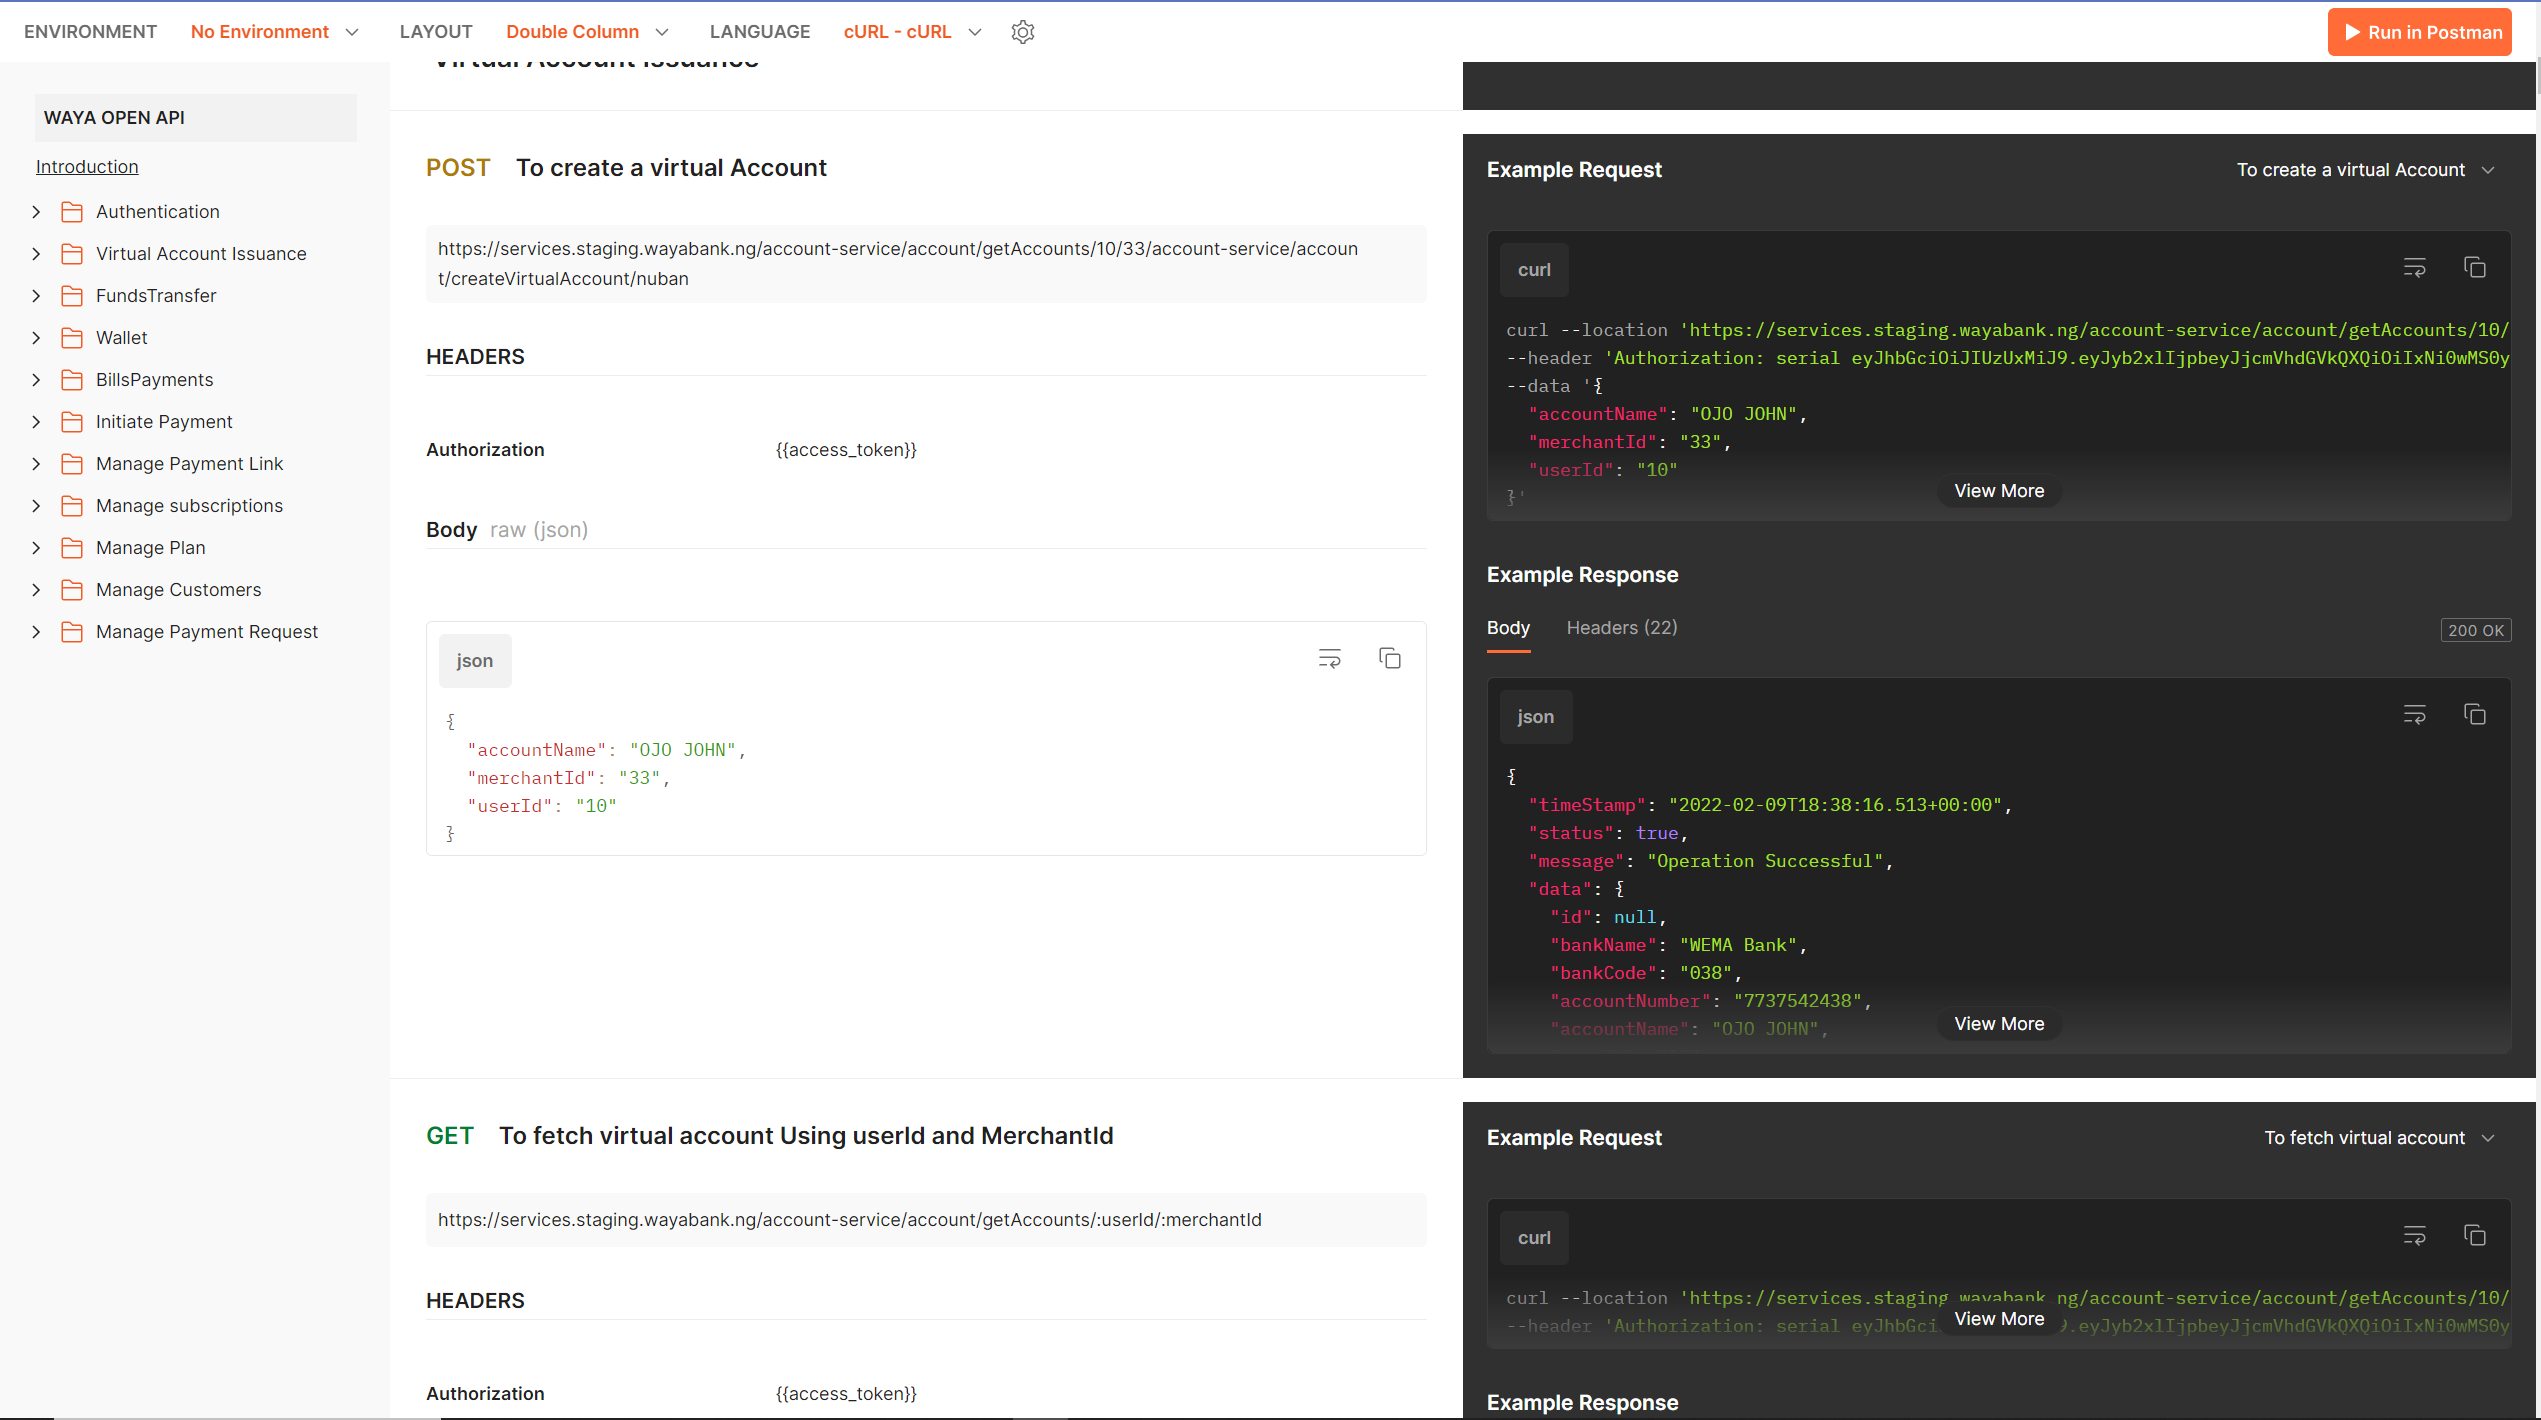 ENVIRONMENT No Environment LAYOUT Double Column LANGUAGE cURL - cURL Run in Postman
WAYA OPEN API
Introduction
Authentication
Virtual Account Issuance
FundsTransfer
Wallet
BillsPayments
Initiate Payment
Manage Payment Link
Manage subscriptions
Manage Plan
Manage Customers
Manage Payment Request
Virtual Account Issuance
POST To create a virtual Account
https://services.staging.wayabank.ng/account-service/account/getAccounts/10/33/account-service/accoun
t/createVirtualAccount/nuban
HEADERS
Authorization {{access_token}}
Body raw (json)
json
{
"accountName": "OJO JOHN",
"merchantId": "33",
"userId": "10"
}
Example Request To create a virtual Account
curl
curl --location 'https://services.staging.wayabank.ng/account-service/account/getAccounts/10/
--header 'Authorization: serial eyJhbGciOiJIUzUxMiJ9.eyJyb2xlIjpbeyJjcmVhdGVkQXQiOiIxNi0wMS0y
--data '{
"accountName": "OJO JOHN",
"merchantId": "33",
"userId": "10"
}'
View More
Example Response
Body Headers (22) 200 OK
json
{
"timeStamp": "2022-02-09T18:38:16.513+00:00",
"status": true,
"message": "Operation Successful",
"data": {
"id": null,
"bankName": "WEMA Bank",
"bankCode": "038",
"accountNumber": "7737542438",
"accountName": "OJO JOHN",
View More
GET To fetch virtual account Using userId and MerchantId
https://services.staging.wayabank.ng/account-service/account/getAccounts/:userId/:merchantId
HEADERS
Authorization {{access_token}}
Example Request To fetch virtual account
curl
curl --location 'https://services.staging.wayabank.ng/account-service/account/getAccounts/10/
--header 'Authorization: serial eyJhbGci J9.eyJyb2xlIjpbeyJjcmVhdGVkQXQiOiIxNi0wMS0y
View More
Example Response